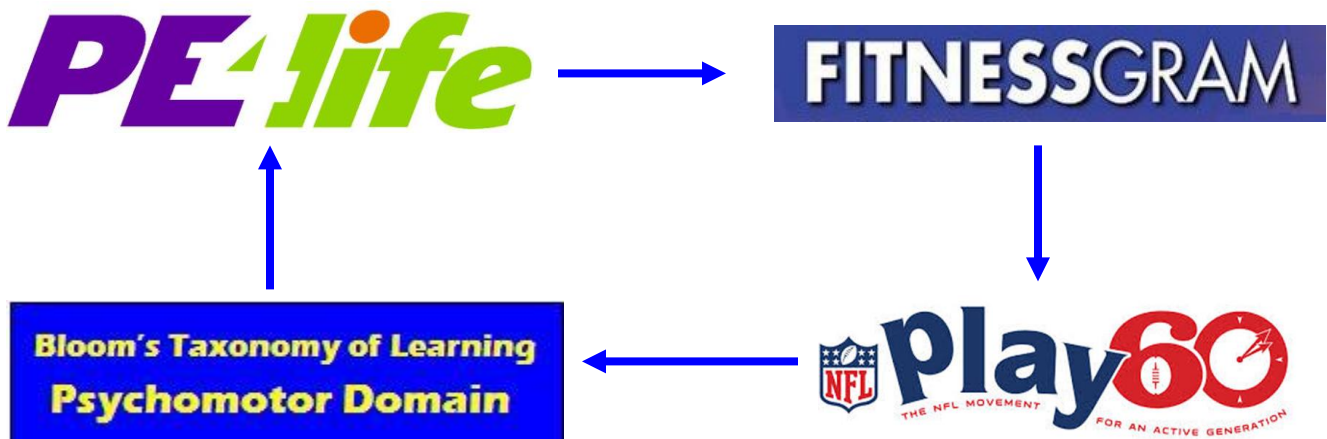 PE4life
FITNESSGRAM
Bloom's Taxonomy of Learning
Psychomotor Domain
NFL
play60
THE NFL MOVEMENT
FOR AN ACTIVE GENERATION